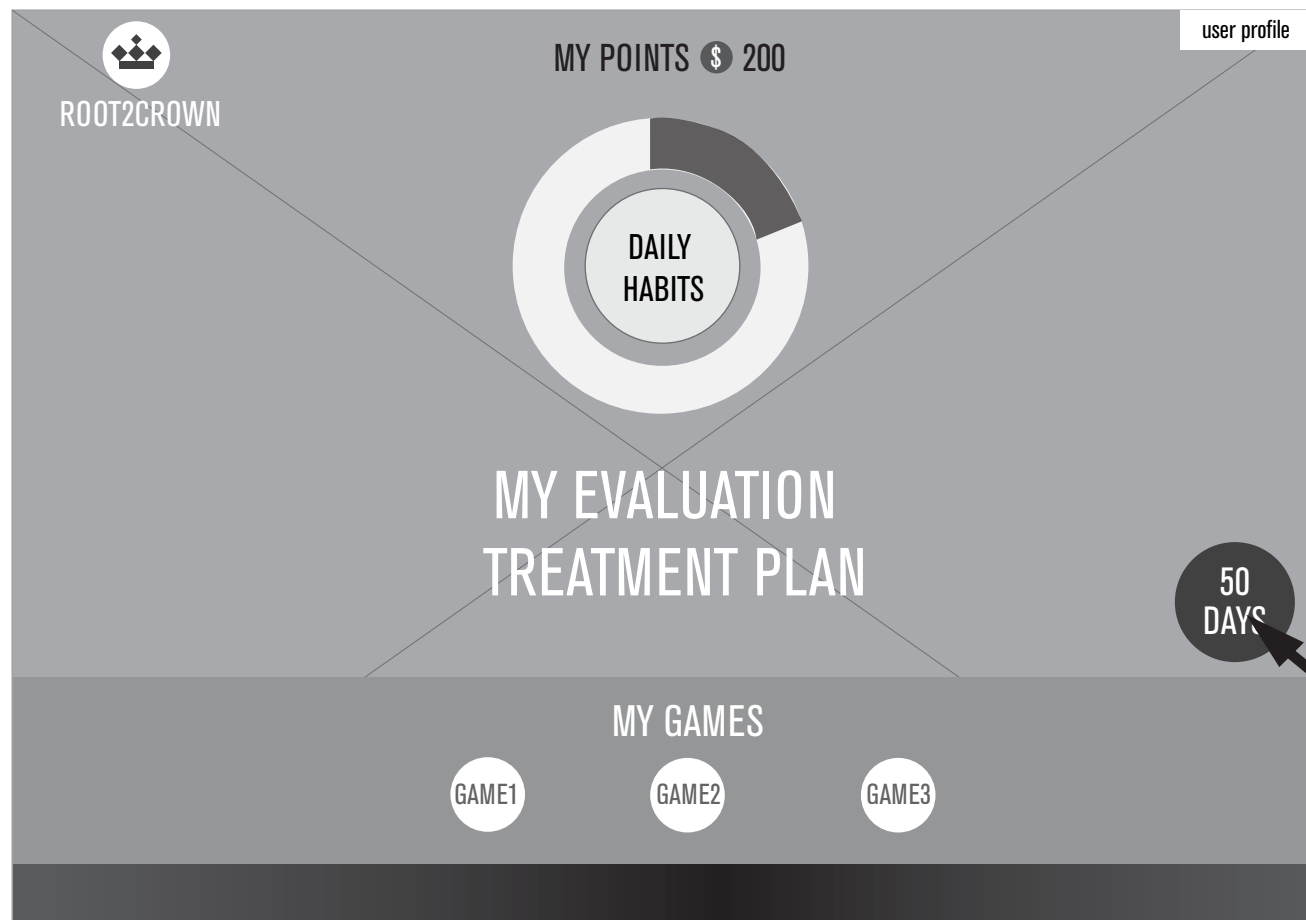 user profile
MY POINTS $ 200
ROOT2CROWN
DAILY
HABITS
MY EVALUATION
TREATMENT PLAN
50
DAYS
MY GAMES
GAME1 GAME2 GAME3